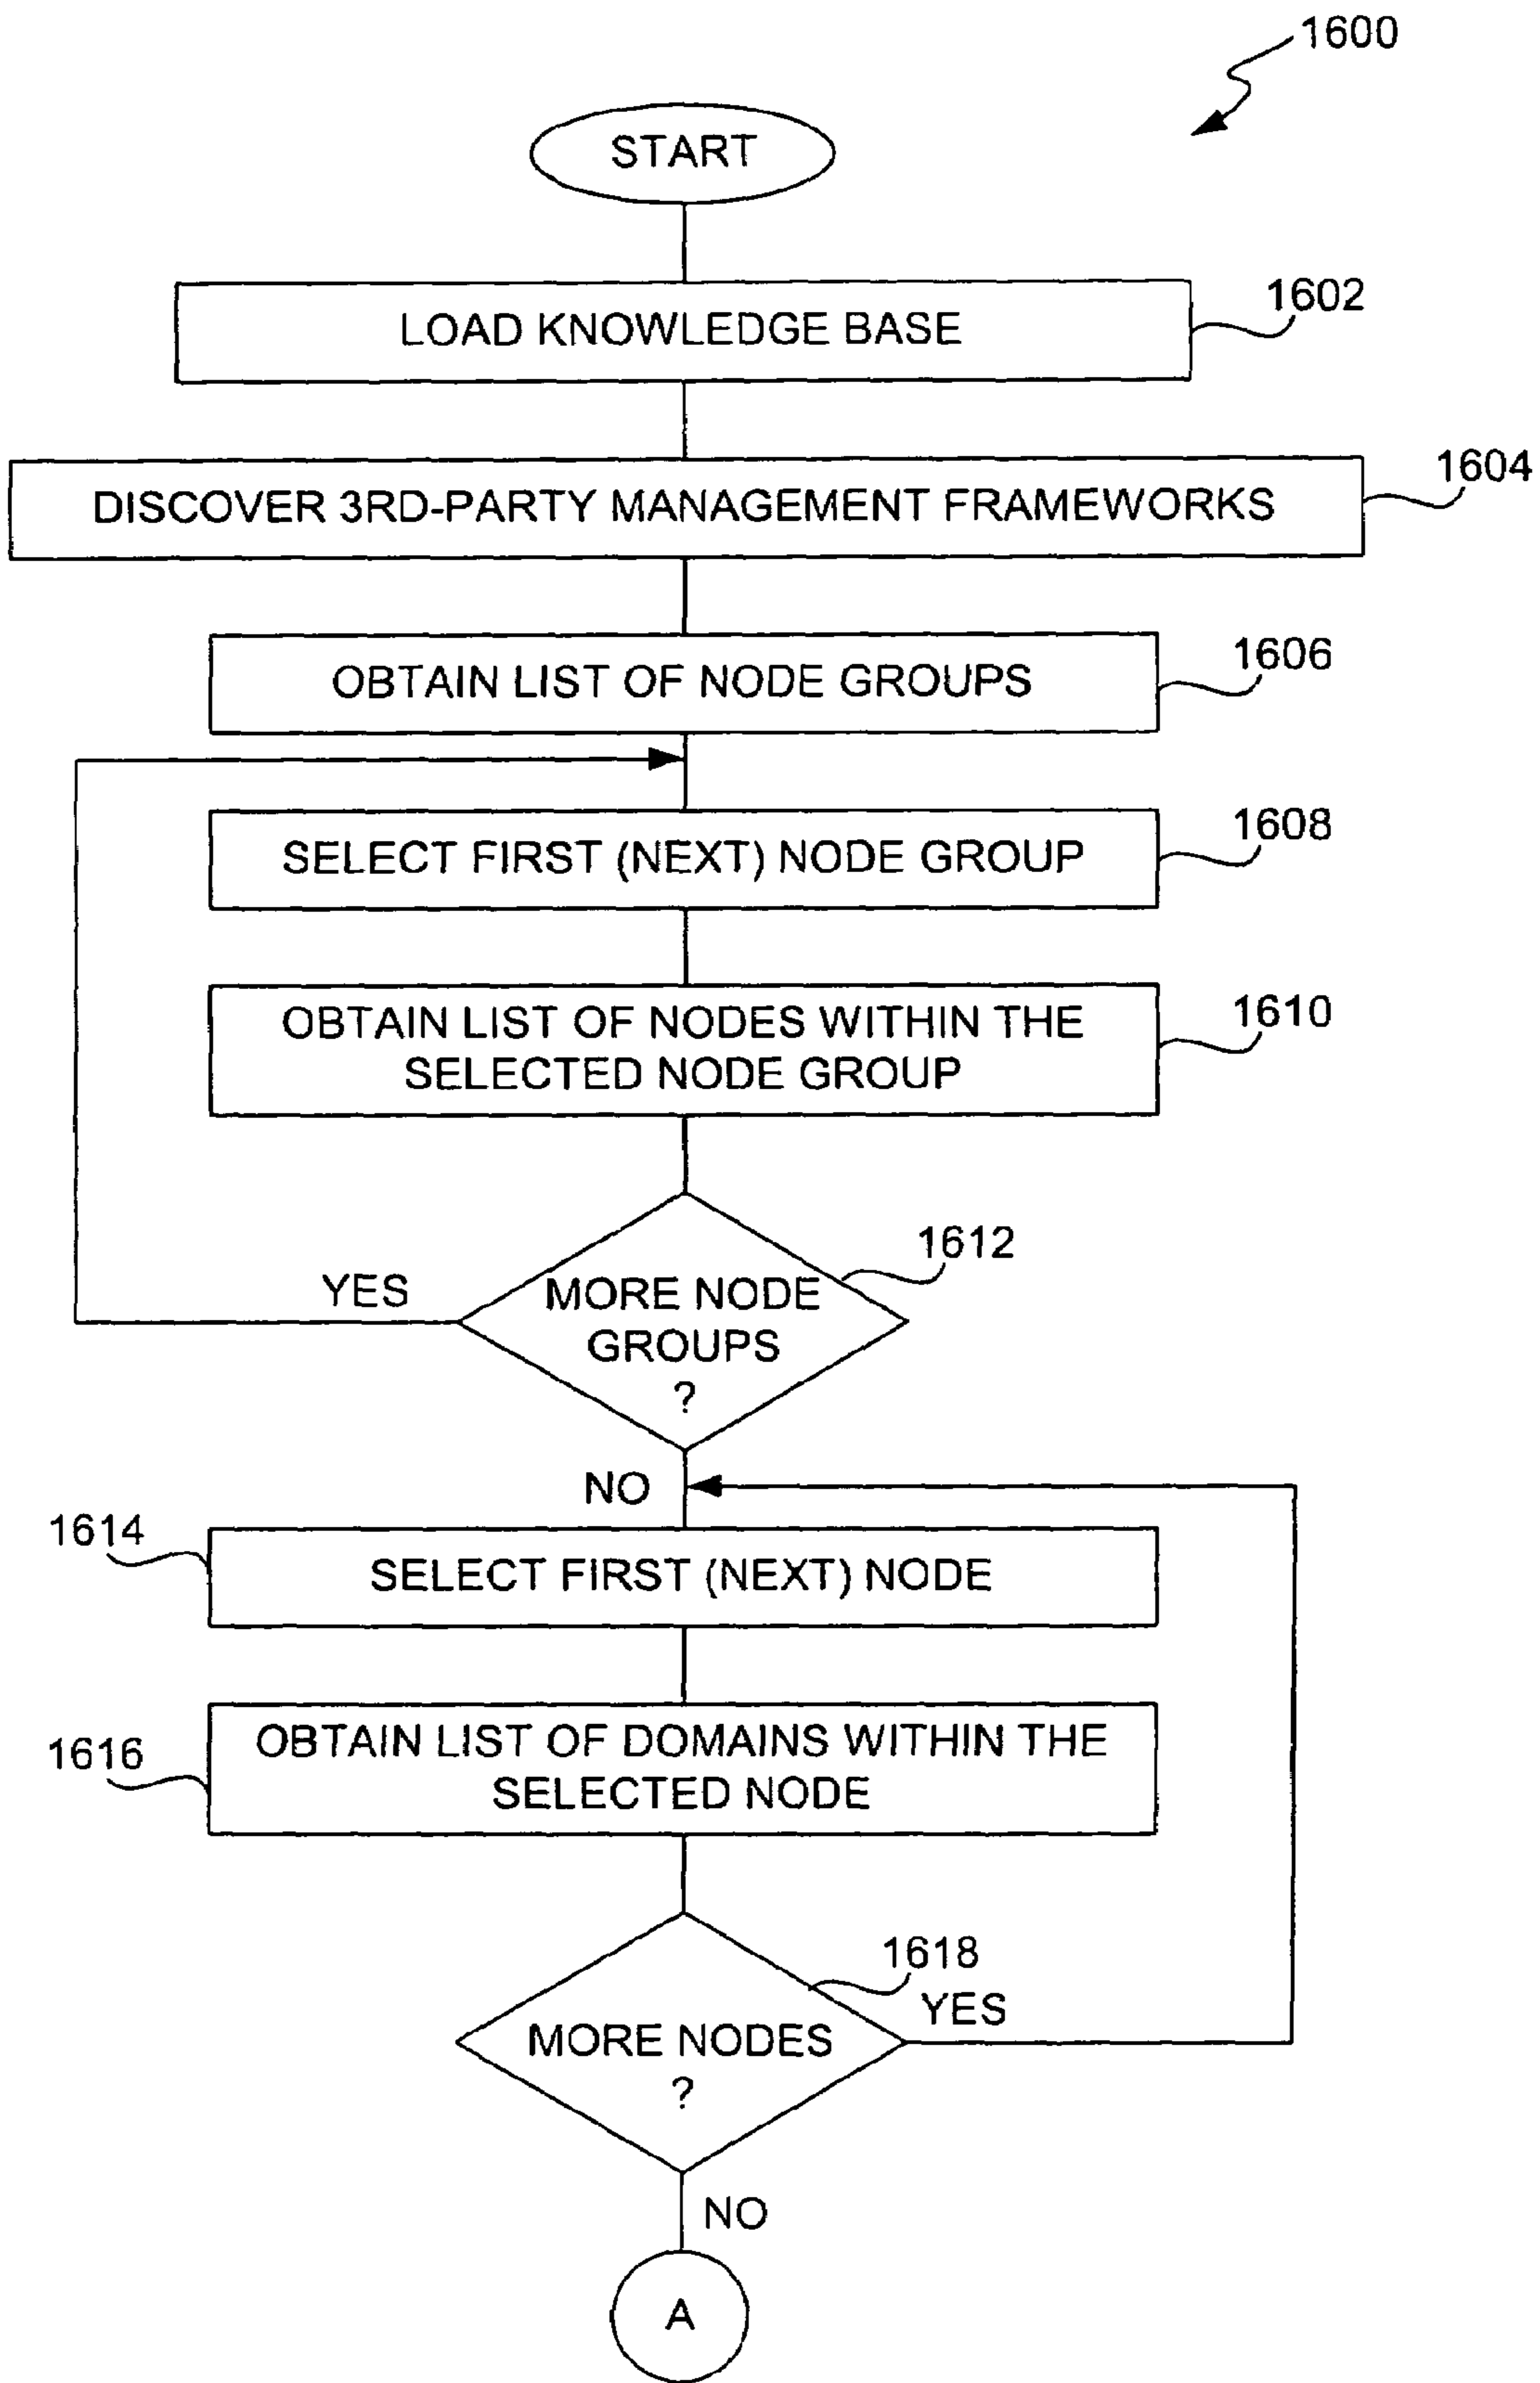 1600
START
LOAD KNOWLEDGE BASE
1602
DISCOVER 3RD-PARTY MANAGEMENT FRAMEWORKS
1604
OBTAIN LIST OF NODE GROUPS
1606
SELECT FIRST (NEXT) NODE GROUP
1608
OBTAIN LIST OF NODES WITHIN THE
SELECTED NODE GROUP
1610
1612
YES
MORE NODE
GROUPS
?
NO
1614
SELECT FIRST (NEXT) NODE
1616
OBTAIN LIST OF DOMAINS WITHIN THE
SELECTED NODE
1618
YES
MORE NODES
?
NO
A